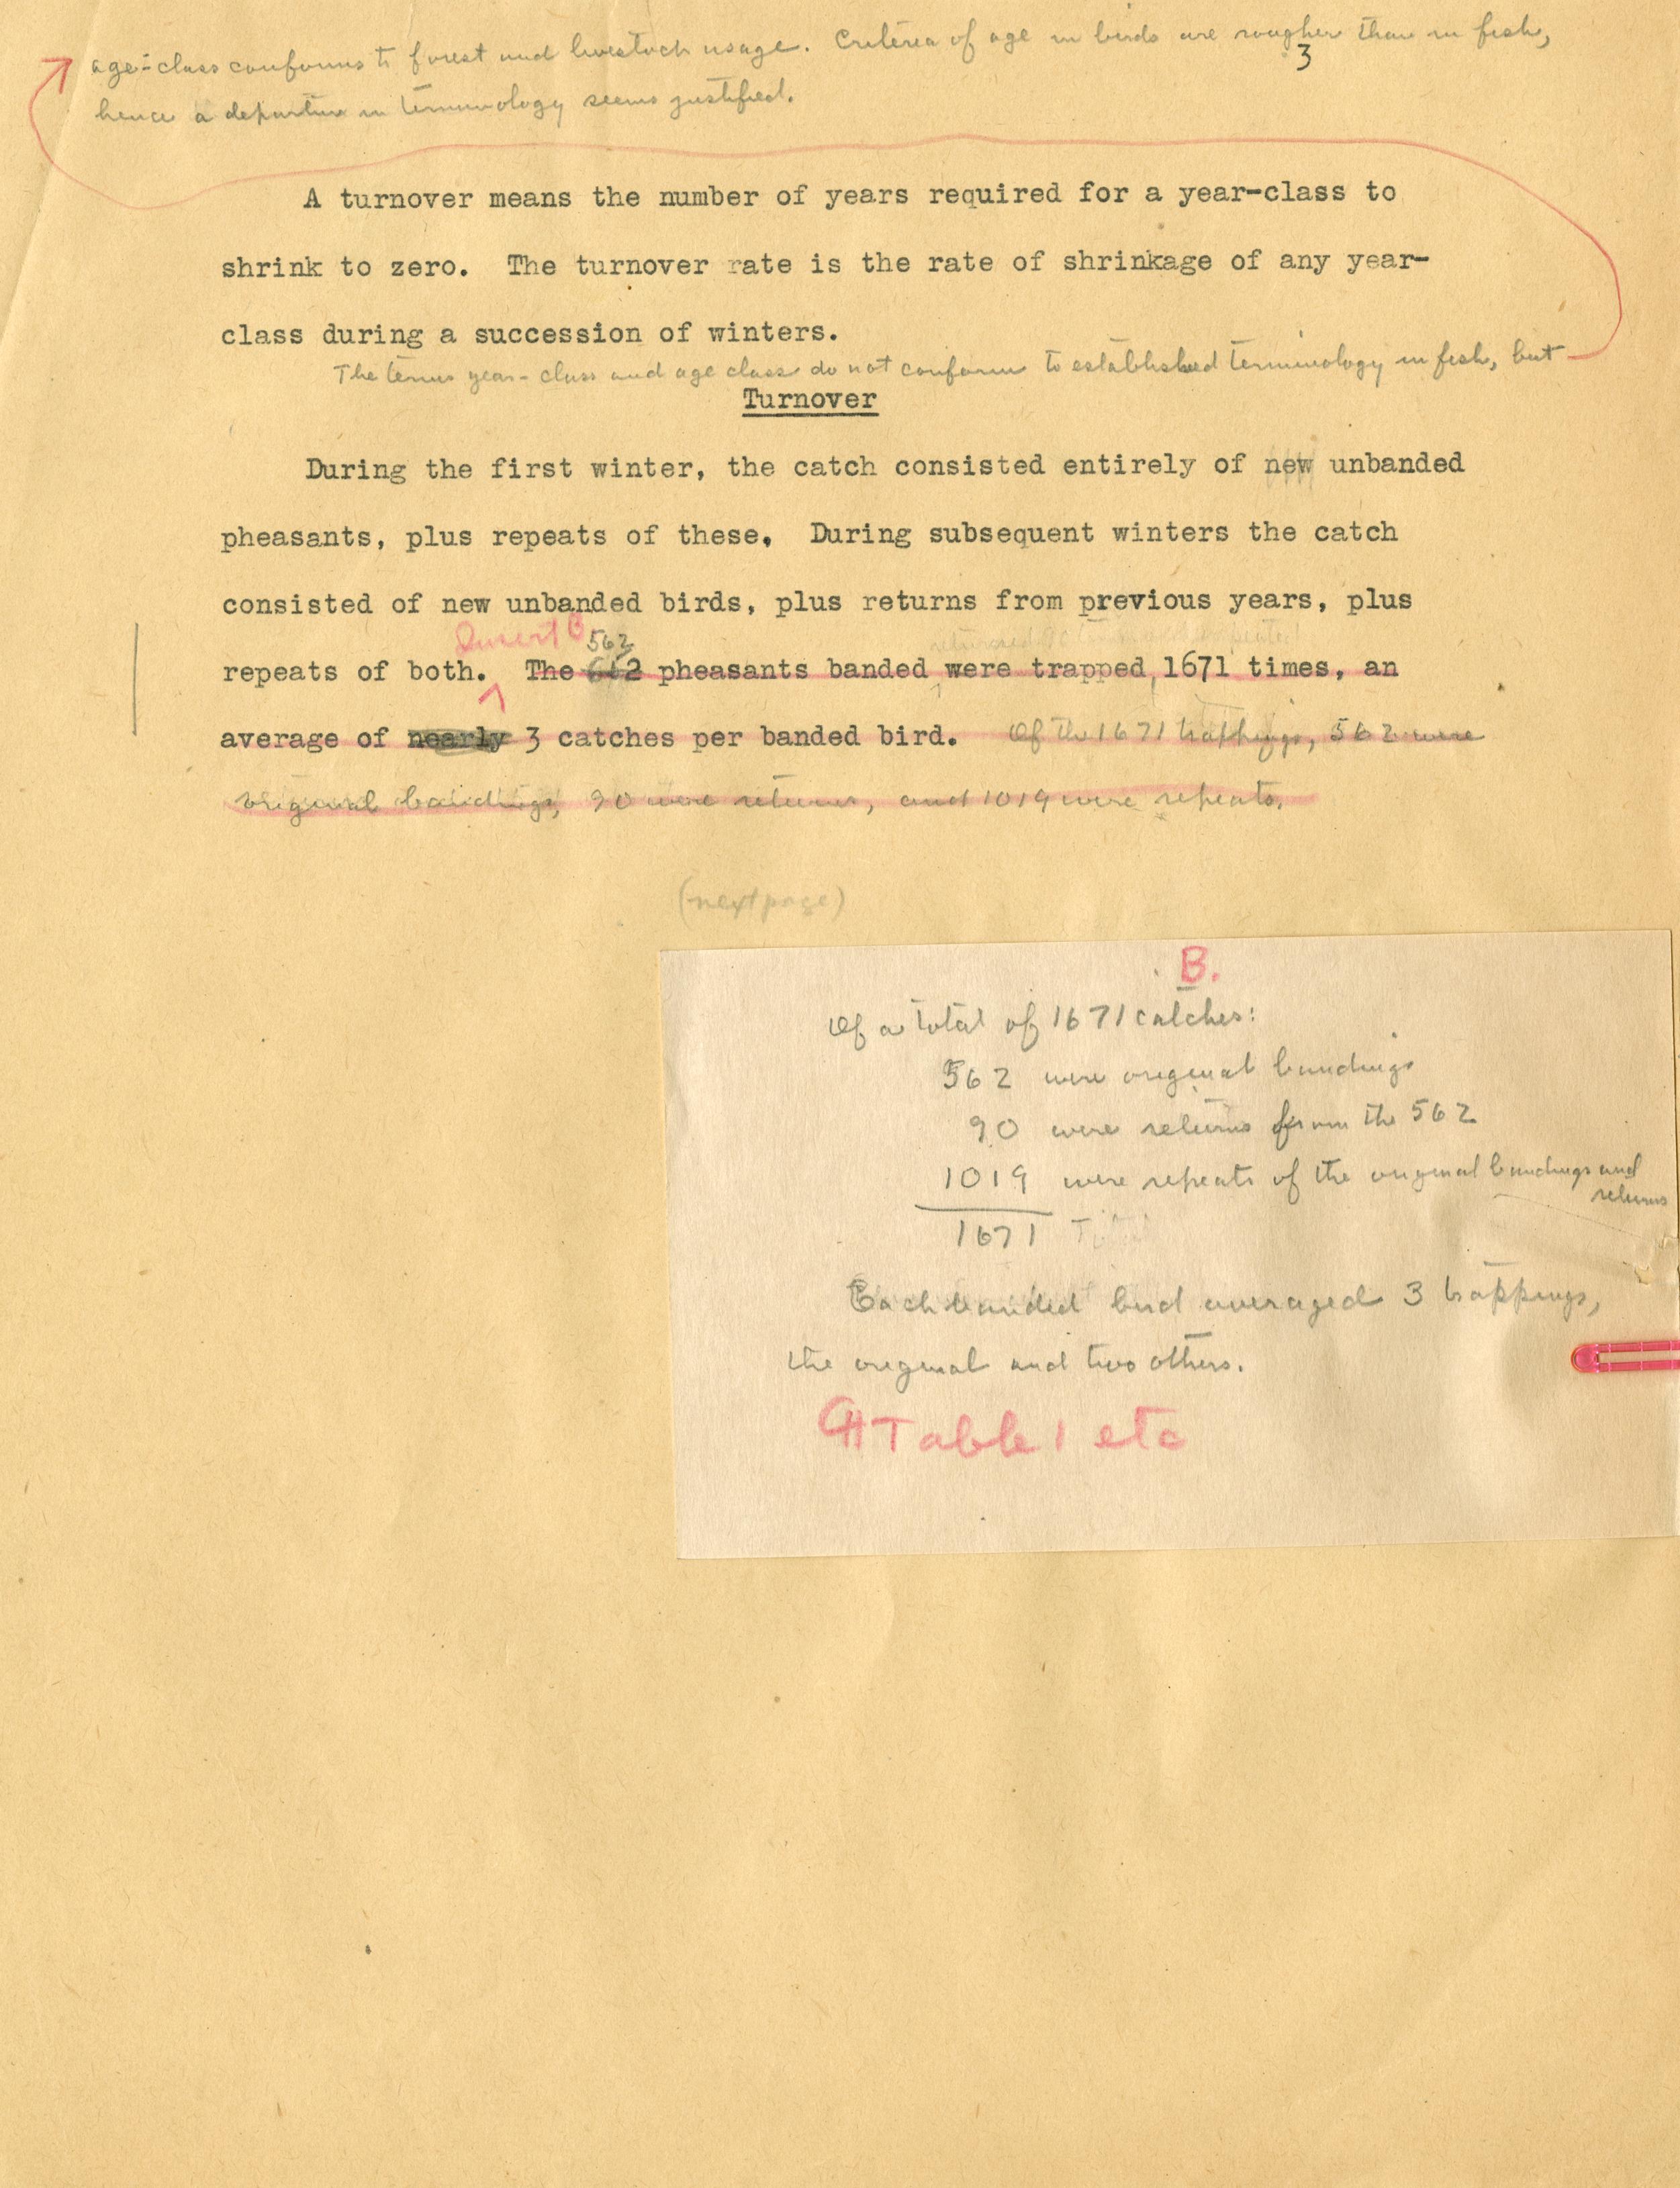 age-class conforms to forest and livestock usage. Criteria of age in birds are rougher than in fish,
3
hence a departure in terminology seems justified.
A turnover means the number of years required for a year-class to
shrink to zero. The turnover rate is the rate of shrinkage of any year-
class during a succession of winters.
The terms year-class and age class do not conform to established terminology in fish, but
Turnover
During the first winter, the catch consisted entirely of new unbanded
pheasants, plus repeats of these. During subsequent winters the catch
consisted of new unbanded birds, plus returns from previous years, plus
Insert B 562
repeats of both. The 662 pheasants banded were trapped, 1671 times, an
average of nearly 3 catches per banded bird. Of the 1671 trappings, 562 were
original bandings, 90 were returns, and 1019 were repeats.
(next page)
B.
Of a total of 1671 catches:
562 were original bandings
90 were returns from the 562
1019 were repeats of the original bandings and
returns
1671
Each banded bird averaged 3 trappings,
the original and two others.
¶ Table 1 etc